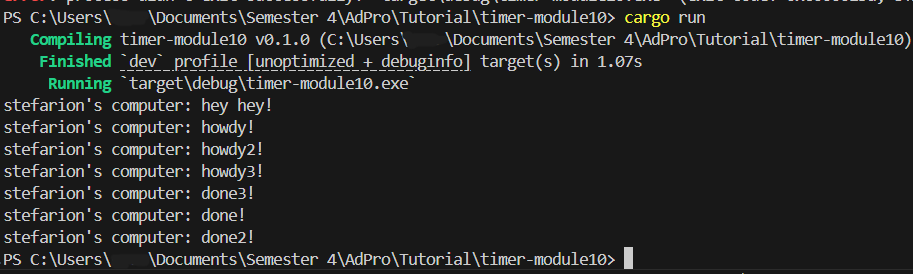 PS C:\Users\ \Documents\Semester 4\AdPro\Tutorial\timer-module10> cargo run
Compiling timer-module10 v0.1.0 (C:\Users\ \Documents\Semester 4\AdPro\Tutorial\timer-module10)
Finished `dev` profile [unoptimized + debuginfo] target(s) in 1.07s
Running `target\debug\timer-module10.exe`
stefarion's computer: hey hey!
stefarion's computer: howdy!
stefarion's computer: howdy2!
stefarion's computer: howdy3!
stefarion's computer: done3!
stefarion's computer: done!
stefarion's computer: done2!
PS C:\Users\ \Documents\Semester 4\AdPro\Tutorial\timer-module10>